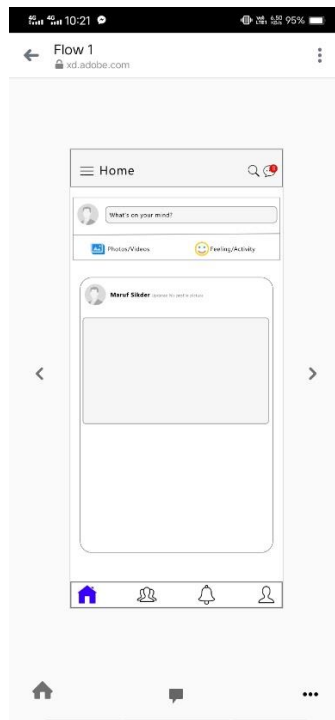 10:21
95%
Flow 1
xd.adobe.com
Home
What's on your mind?
Photos/Videos
Feeling/Activity
Maruf Sikder